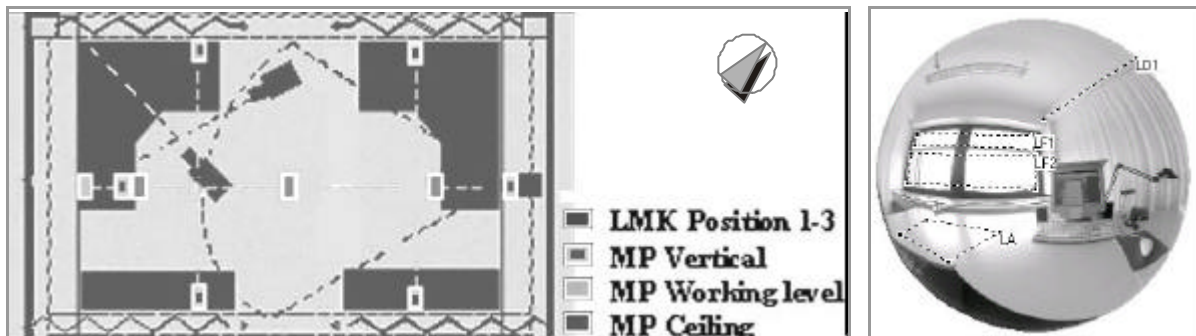 LMK Position 1-3
MP Vertical
MP Working level
MP Ceiling
LD1
LF1
LF2
LA